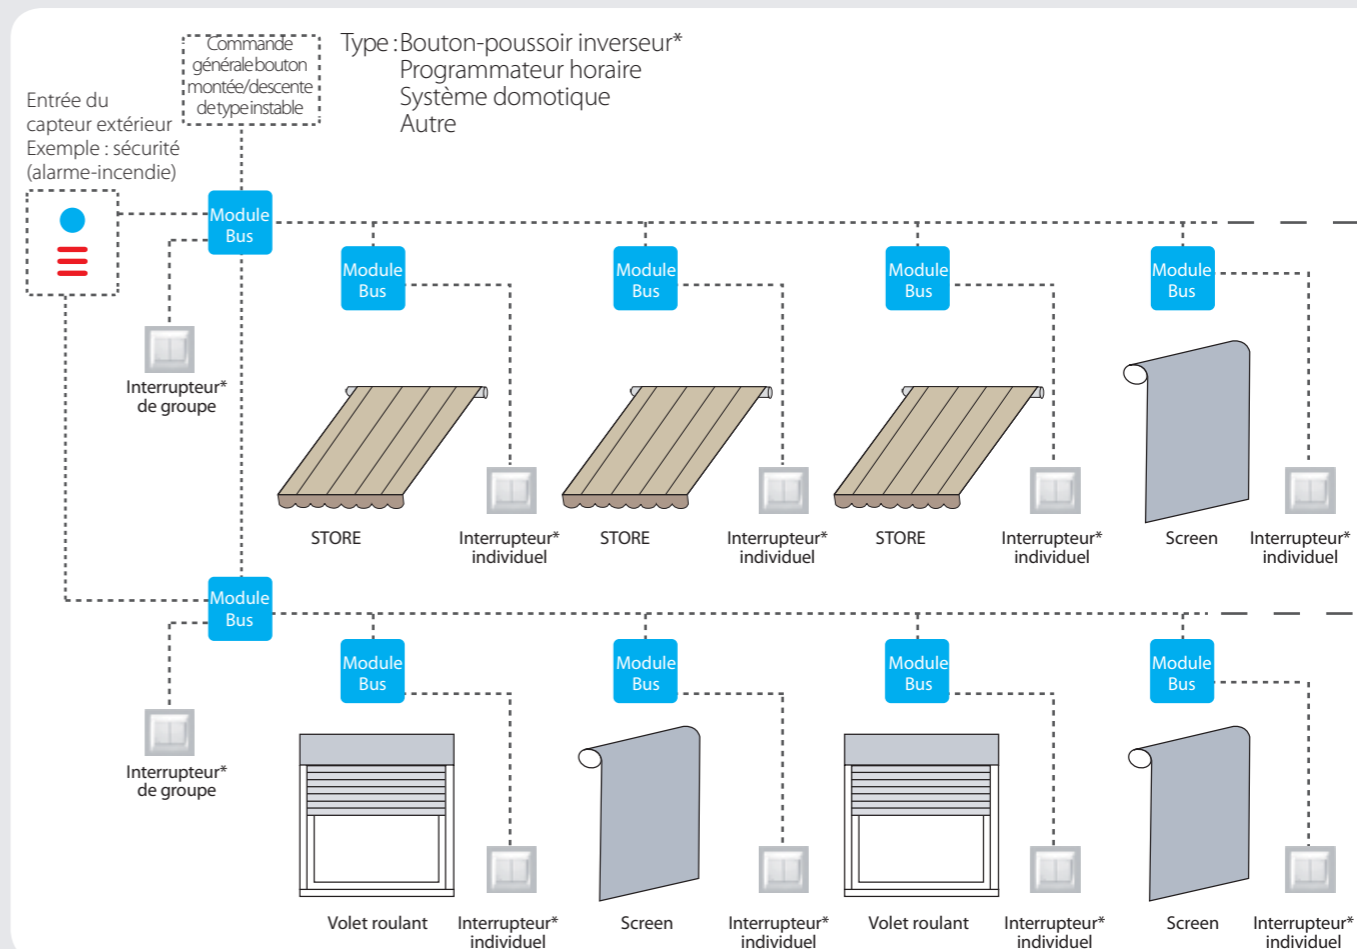 Commande
générale bouton
montée/descente
de type instable
Type : Bouton-poussoir inverseur*
Programmateur horaire
Système domotique
Autre
Entrée du
capteur extérieur
Exemple : sécurité
(alarme-incendie)
Module
Bus
Module
Bus
Module
Bus
Module
Bus
Module
Bus
Interrupteur*
de groupe
STORE
Interrupteur*
individuel
STORE
Interrupteur*
individuel
STORE
Interrupteur*
individuel
Screen
Interrupteur*
individuel
Module
Bus
Module
Bus
Module
Bus
Module
Bus
Module
Bus
Interrupteur*
de groupe
Volet roulant
Interrupteur*
individuel
Screen
Interrupteur*
individuel
Volet roulant
Interrupteur*
individuel
Screen
Interrupteur*
individuel